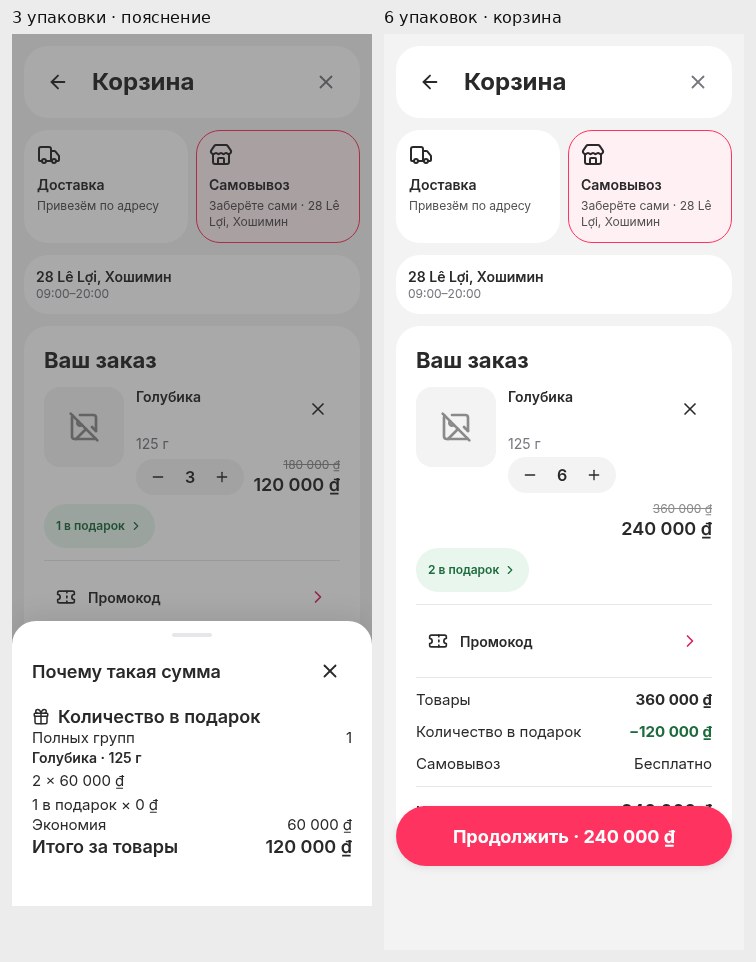 3 упаковки · пояснение
Корзина
Доставка
Привезём по адресу
Самовывоз
Заберёте сами · 28 Lê
Lợi, Хошимин
28 Lê Lợi, Хошимин
09:00–20:00
Ваш заказ
Голубика
125 г
3
180 000 ₫
120 000 ₫
1 в подарок
Промокод
Почему такая сумма
Количество в подарок
Полных групп 1
Голубика · 125 г
2 × 60 000 ₫
1 в подарок × 0 ₫
Экономия 60 000 ₫
Итого за товары 120 000 ₫
6 упаковок · корзина
Корзина
Доставка
Привезём по адресу
Самовывоз
Заберёте сами · 28 Lê
Lợi, Хошимин
28 Lê Lợi, Хошимин
09:00–20:00
Ваш заказ
Голубика
125 г
6
360 000 ₫
240 000 ₫
2 в подарок
Промокод
Товары 360 000 ₫
Количество в подарок −120 000 ₫
Самовывоз Бесплатно
Продолжить · 240 000 ₫